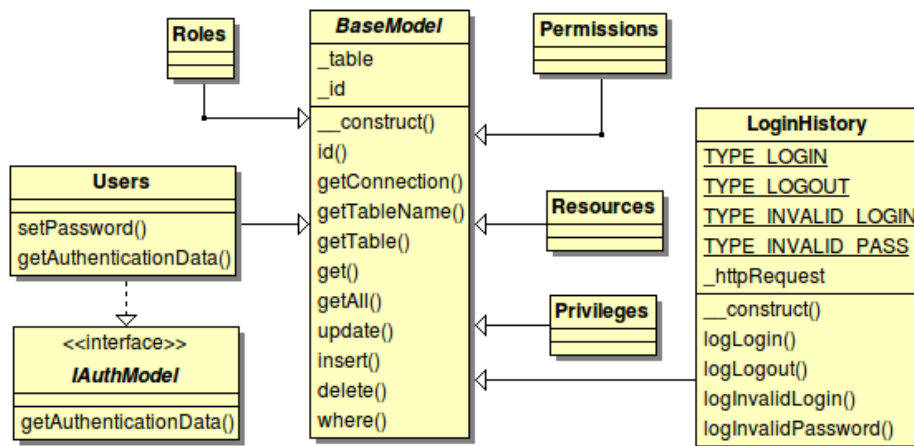 Roles
BaseModel
_table
_id
__construct()
id()
getConnection()
getTableName()
getTable()
get()
getAll()
update()
insert()
delete()
where()
Permissions
Users
setPassword()
getAuthenticationData()
<<interface>>
IAuthModel
getAuthenticationData()
Resources
Privileges
LoginHistory
TYPE_LOGIN
TYPE_LOGOUT
TYPE_INVALID_LOGIN
TYPE_INVALID_PASS
_httpRequest
__construct()
logLogin()
logLogout()
logInvalidLogin()
logInvalidPassword()